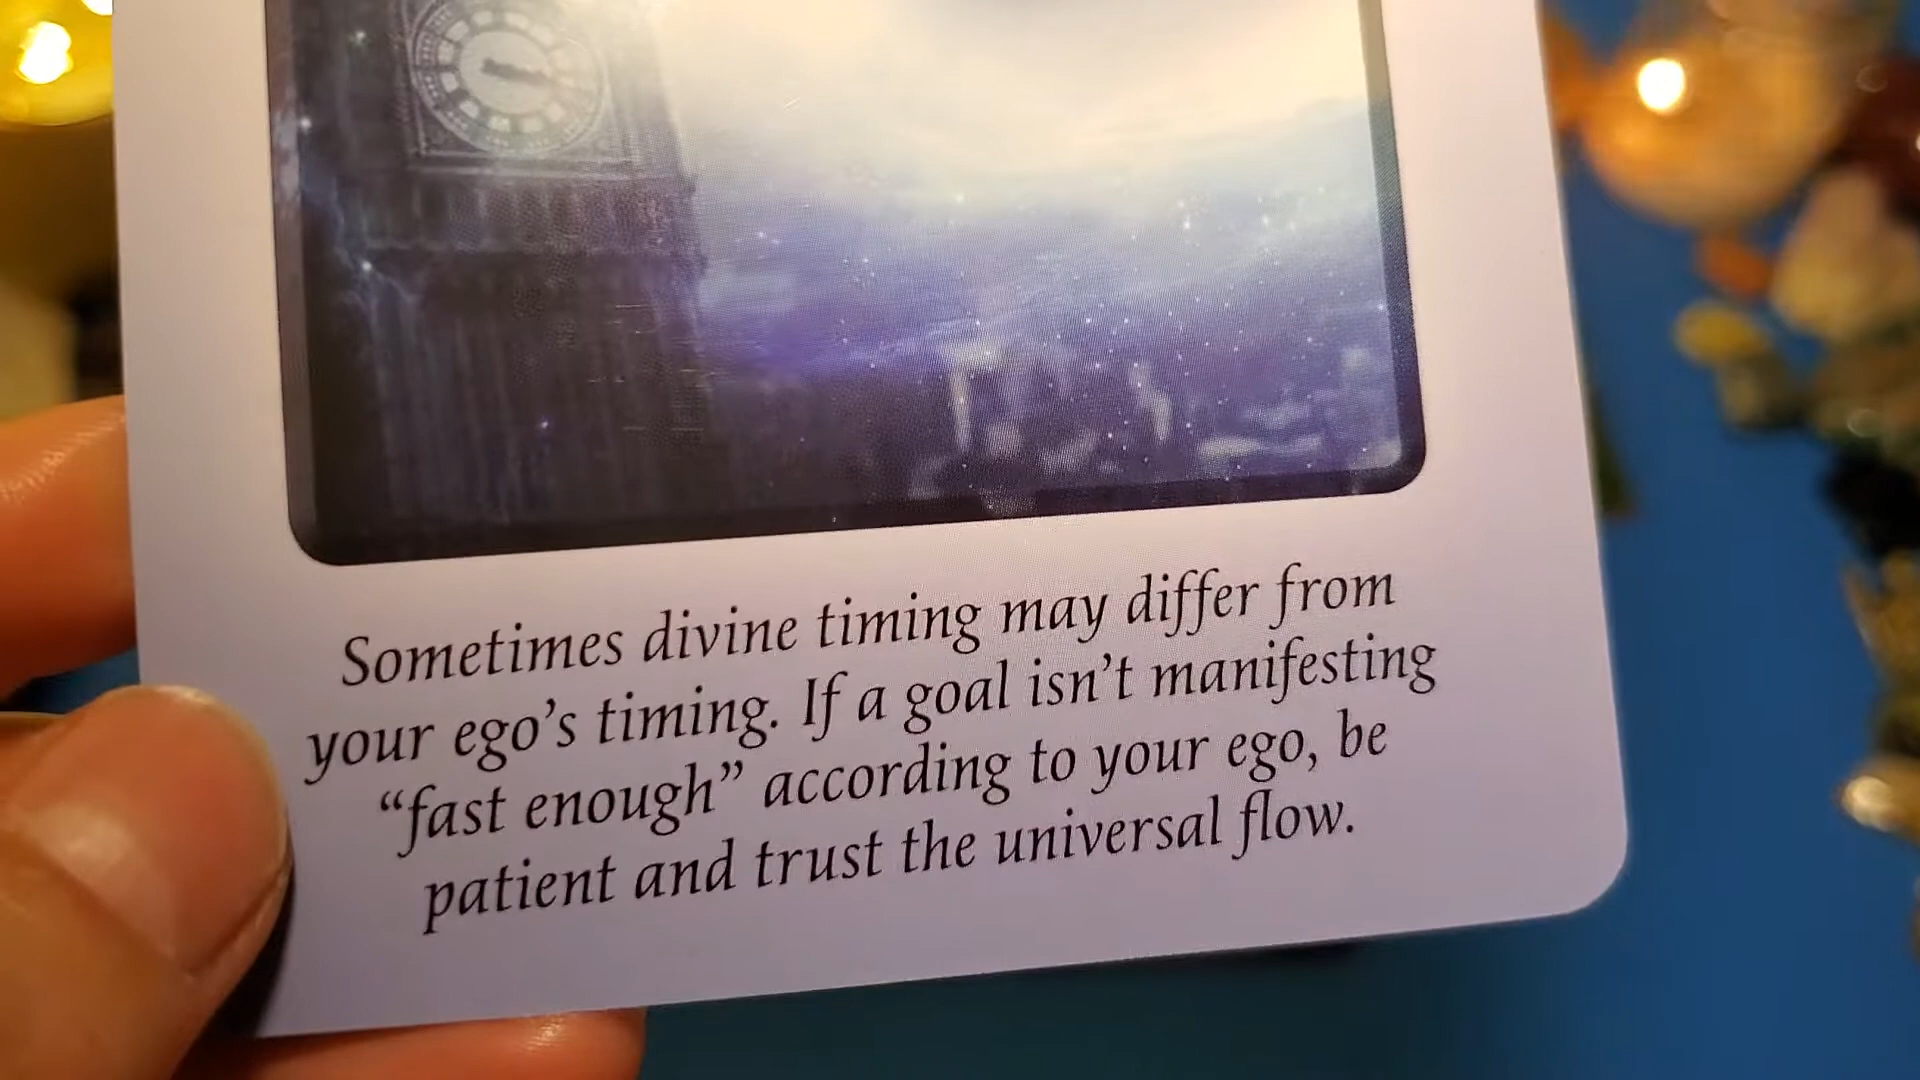 Sometimes divine timing may differ from
your ego’s timing. If a goal isn’t manifesting
“fast enough” according to your ego, be
patient and trust the universal flow.